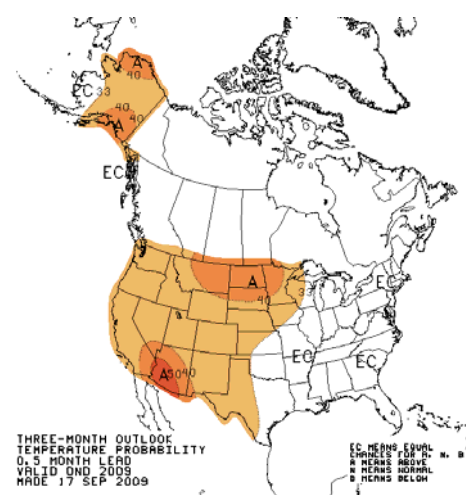 A
40
EC 33
40
A 40
EC
A
40
33
EC
EC
EC
A 50 40
THREE-MONTH OUTLOOK
TEMPERATURE PROBABILITY
0.5 MONTH LEAD
VALID OND 2009
MADE 17 SEP 2009
EC MEANS EQUAL
CHANCES FOR A, N, B
A MEANS ABOVE
N MEANS NORMAL
B MEANS BELOW